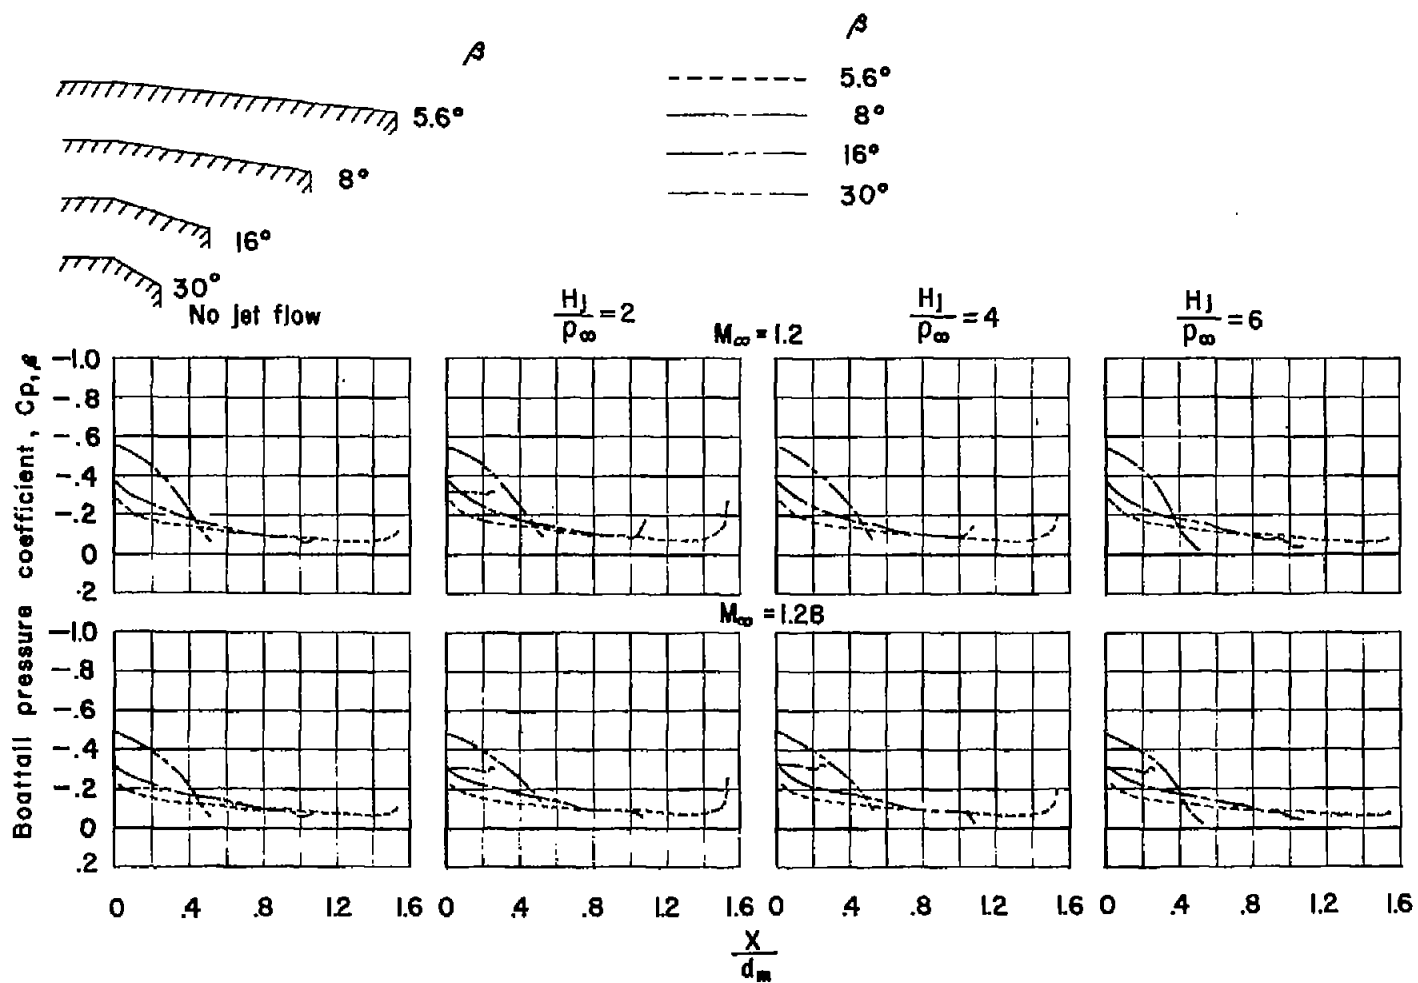 β
5.6°
8°
16°
30°
β
5.6°
8°
16°
30°
No jet flow
Hj
p∞ =2
Hj
p∞ =4
Hj
p∞ =6
M∞ =1.2
Boattail pressure coefficient, Cp,β
-1.0
-.8
-.6
-.4
-.2
0
.2
M∞ =1.28
-1.0
-.8
-.6
-.4
-.2
0
.2
0 .4 .8 1.2 1.6
0 .4 .8 1.2 1.6
0 .4 .8 1.2 1.6
0 .4 .8 1.2 1.6
X
dm